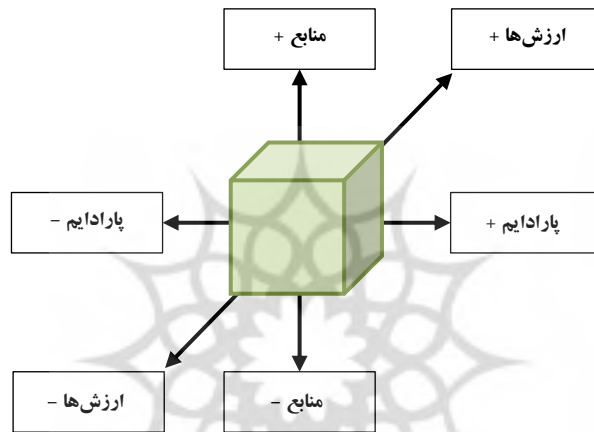 منابع +
ارزش‌ها +
پارادایم -
پارادایم +
ارزش‌ها -
منابع -